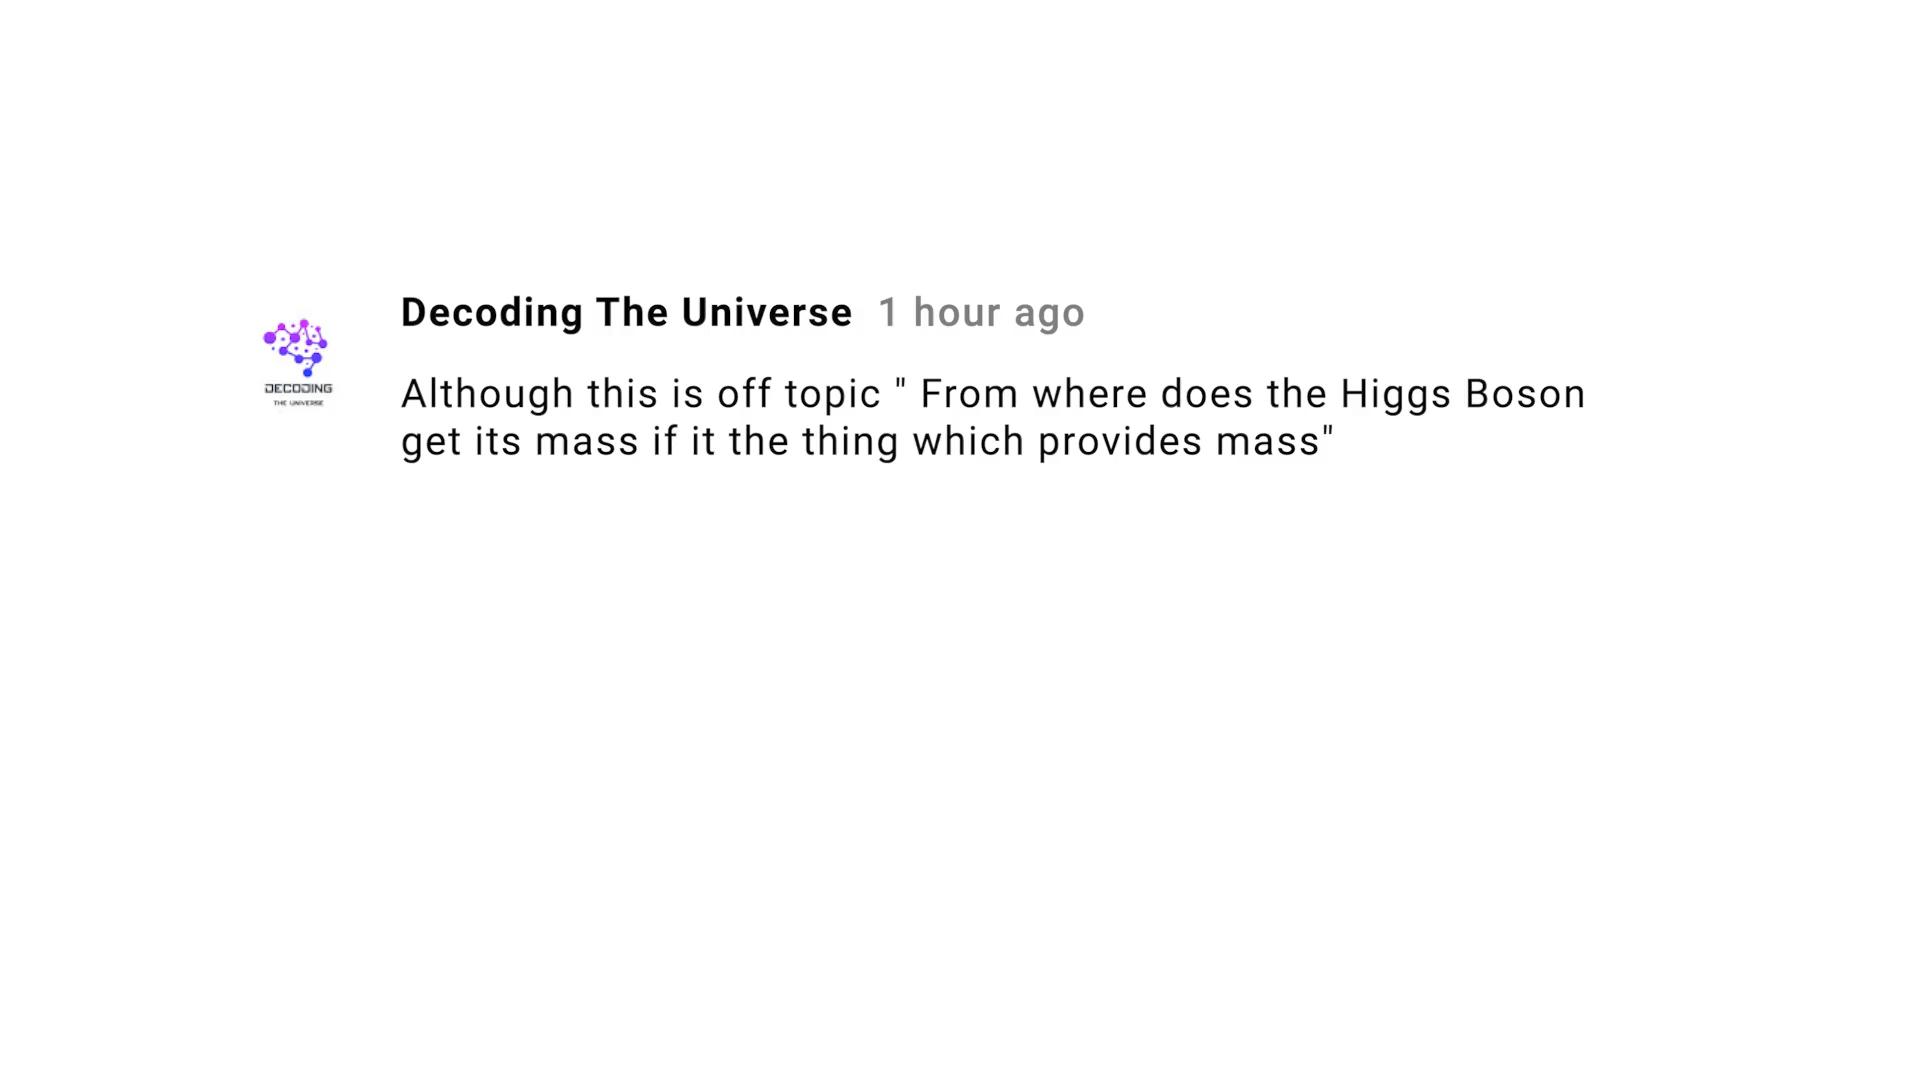 Decoding The Universe 1 hour ago
DECODING
THE UNIVERSE
Although this is off topic " From where does the Higgs Boson
get its mass if it the thing which provides mass"